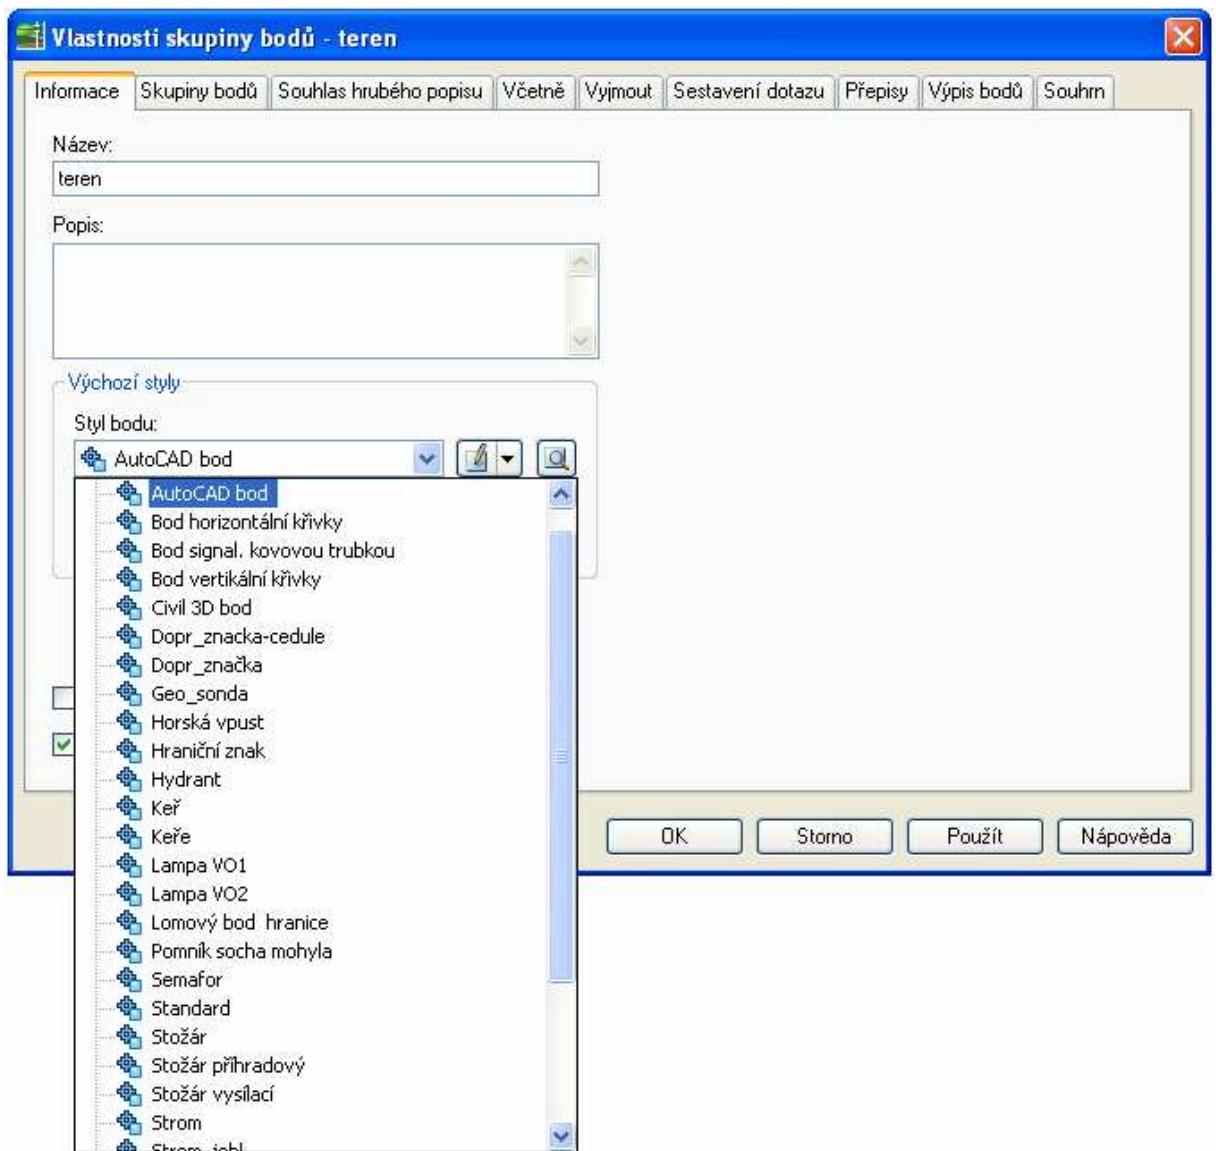 Vlastnosti skupiny bodů - teren
Informace Skupiny bodů Souhlas hrubého popisu Včetně Vyjmout Sestavení dotazu Přepisy Výpis bodů Souhrn
Název:
teren
Popis:
Výchozí styly
Styl bodu:
AutoCAD bod
AutoCAD bod
Bod horizontální křivky
Bod signal. kovovou trubkou
Bod vertikální křivky
Civil 3D bod
Dopr_znacka-cedule
Dopr_značka
Geo_sonda
Horská vpust
Hraniční znak
Hydrant
Keř
Keře
Lampa VO1
Lampa VO2
Lomový bod hranice
Pomník socha mohyla
Semafor
Standard
Stožár
Stožár příhradový
Stožár vysílací
Strom
OK Storno Použít Nápověda